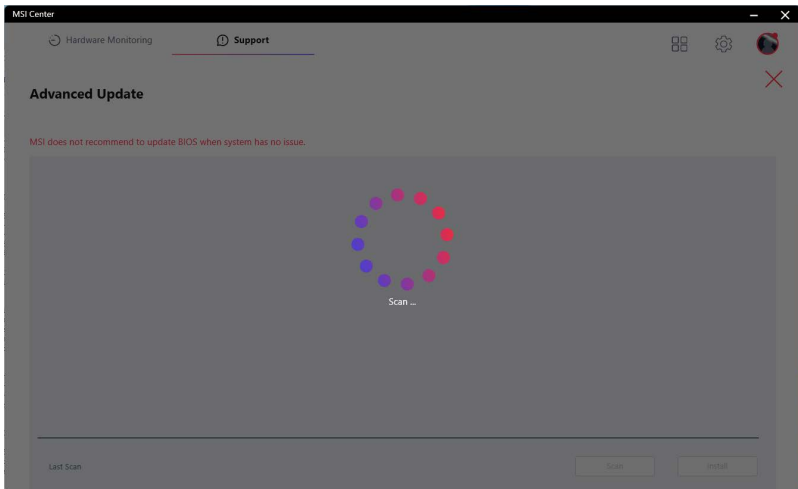 MSI Center
Hardware Monitoring
Support
Advanced Update
MSI does not recommend to update BIOS when system has no issue.
Scan ...
Last Scan
Scan
Install